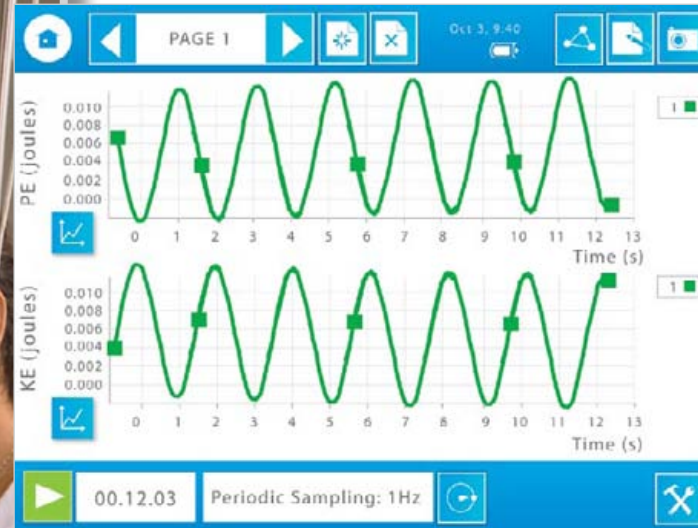 PAGE 1
Oct 3, 9:40
PE (joules)
0.010
0.008
0.006
0.004
0.002
0.000
1
0 1 2 3 4 5 6 7 8 9 10 11 12 13
Time (s)
KE (joules)
0.010
0.008
0.006
0.004
0.002
0.000
1
0 1 2 3 4 5 6 7 8 9 10 11 12 13
Time (s)
00.12.03
Periodic Sampling: 1Hz